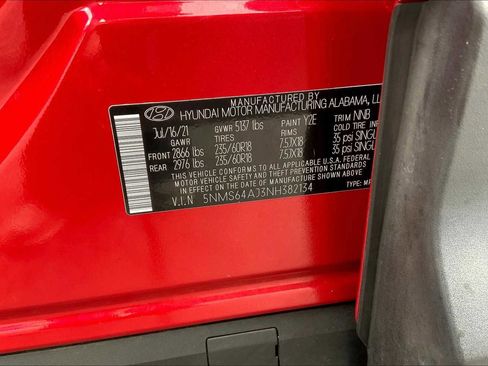 MANUFACTURED BY
HYUNDAI MOTOR MANUFACTURING ALABAMA, LL
Jul/16/21 GVWR 5137 lbs PAINT Y2E TRIM NNB
GAWR TIRES RIMS COLD TIRE IN
FRONT 2866 lbs 235/60R18 7.5JX18 35 psi SINGL
REAR 2976 lbs 235/60R18 7.5JX18 35 psi SINGL
THIS VEHICLE CONFORMS TO ALL APPLICABLE FEDERAL
MOTOR VEHICLE SAFETY AND THEFT PREVENTION STANDARDS
IN EFFECT ON THE DATE OF MANUFACTURE SHOWN ABOVE.
V.I.N 5NMS64AJ3NH382134 TYPE: MP